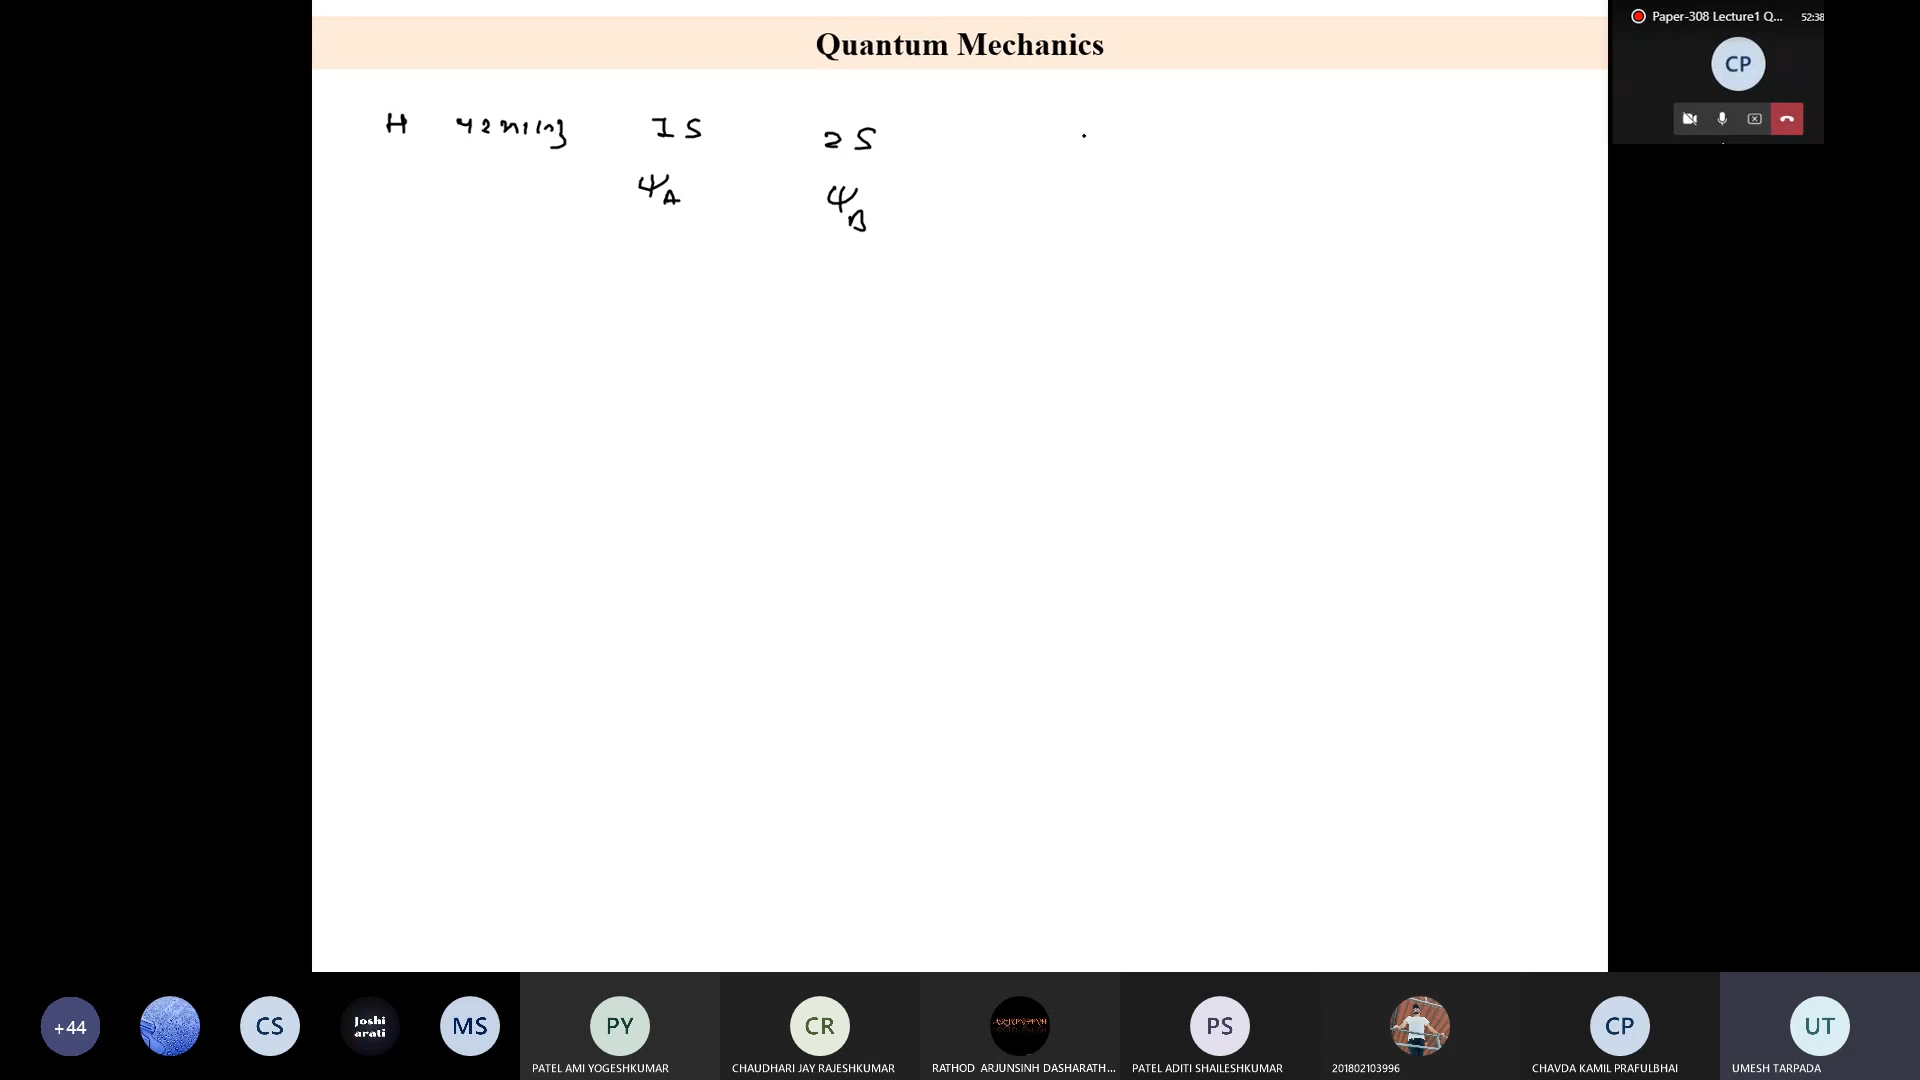 Quantum Mechanics
H પરમાણુ 1S 2S
ψA ψB
Paper-308 Lecture1 Q... 52:38
CP
+44
CS
Joshi
arati
MS
PY
CR
PS
CP
UT
PATEL AMI YOGESHKUMAR
CHAUDHARI JAY RAJESHKUMAR
RATHOD ARJUNSINH DASHARATH...
PATEL ADITI SHAILESHKUMAR
201802103996
CHAVDA KAMIL PRAFULBHAI
UMESH TARPADA